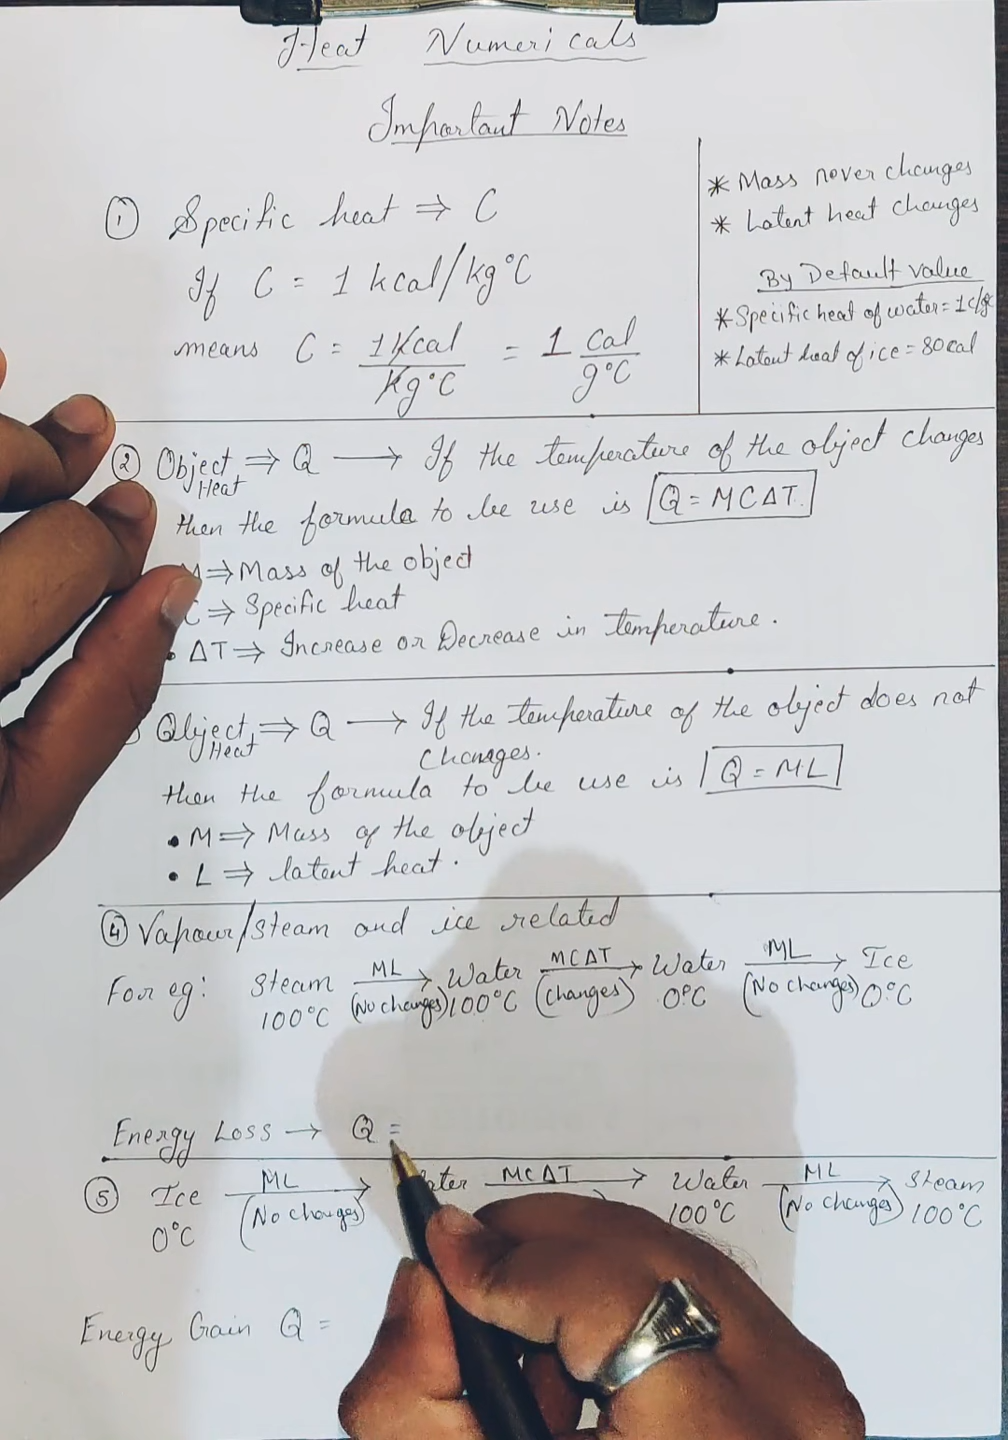 Heat Numericals
Important Notes
* Mass never changes
* Latent heat changes
By Default value
* Specific heat of water = 1 c/g°c
* Latent heat of ice = 80 cal
① Specific heat ⇒ C
If C = 1 kcal/kg°C
means C = 1Kcal/Kg°C = 1 Cal/g°C
② Object Heat ⇒ Q → If the temperature of the object changes
then the formula to be use is Q = MCΔT.
⇒ Mass of the object
C ⇒ Specific heat
• ΔT ⇒ Increase or Decrease in temperature.
Object Heat ⇒ Q → If the temperature of the object does not
Changes.
then the formula to be use is Q = ML
• M ⇒ Mass of the object
• L ⇒ latent heat.
④ Vapour/steam and ice related
For eg: Steam ML → Water MCΔT → Water ML → Ice
100°C (No changes) 100°C (changes) 0°C (No changes) 0°C
Energy Loss → Q =
⑤ Ice ML → MCΔT → Water ML → Steam
0°C (No changes) 100°C (No changes) 100°C
Energy Gain Q =